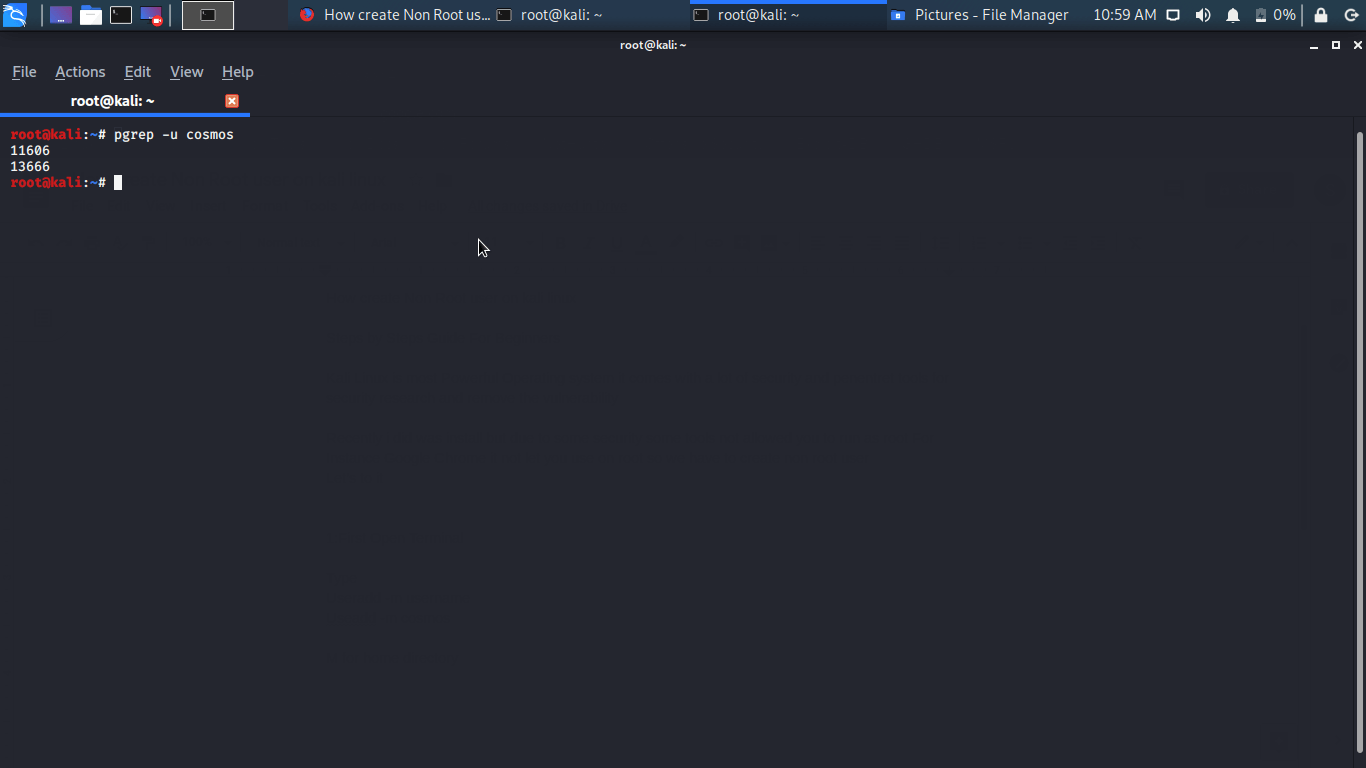 How create Non Root us... root@kali: ~ root@kali: ~ Pictures - File Manager 10:59 AM 0%
root@kali: ~
File Actions Edit View Help
root@kali: ~
root@kali:~# pgrep -u cosmos
11606
13666
root@kali:~#